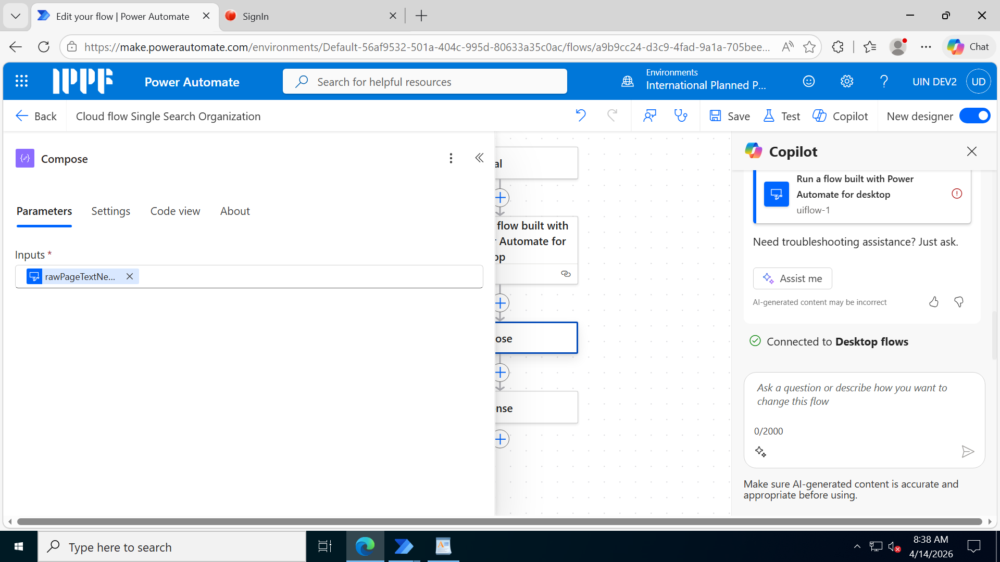 Edit your flow | Power Automate
SignIn
https://make.powerautomate.com/environments/Default-56af9532-501a-404c-995d-80633a35c0ac/flows/a9b9cc24-d3c9-4fad-9a1a-705bee...
Chat
IPPF
Power Automate
Search for helpful resources
Environments
International Planned P...
UIN DEV2
UD
Back
Cloud flow Single Search Organization
Save
Test
Copilot
New designer
Compose
Parameters
Settings
Code view
About
Inputs *
rawPageTextNe...
al
flow built with
r Automate for
op
ose
nse
Copilot
Run a flow built with Power
Automate for desktop
uiflow-1
Need troubleshooting assistance? Just ask.
Assist me
AI-generated content may be incorrect
Connected to Desktop flows
Ask a question or describe how you want to
change this flow
0/2000
Make sure AI-generated content is accurate and
appropriate before using.
Type here to search
8:38 AM
4/14/2026